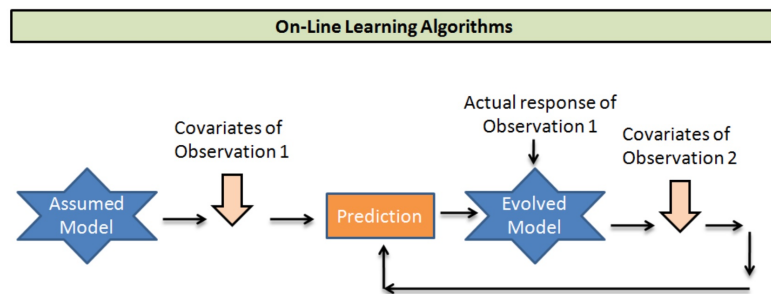 On-Line Learning Algorithms
Actual response of
Observation 1
Covariates of
Observation 1
Covariates of
Observation 2
Assumed
Model
Prediction
Evolved
Model